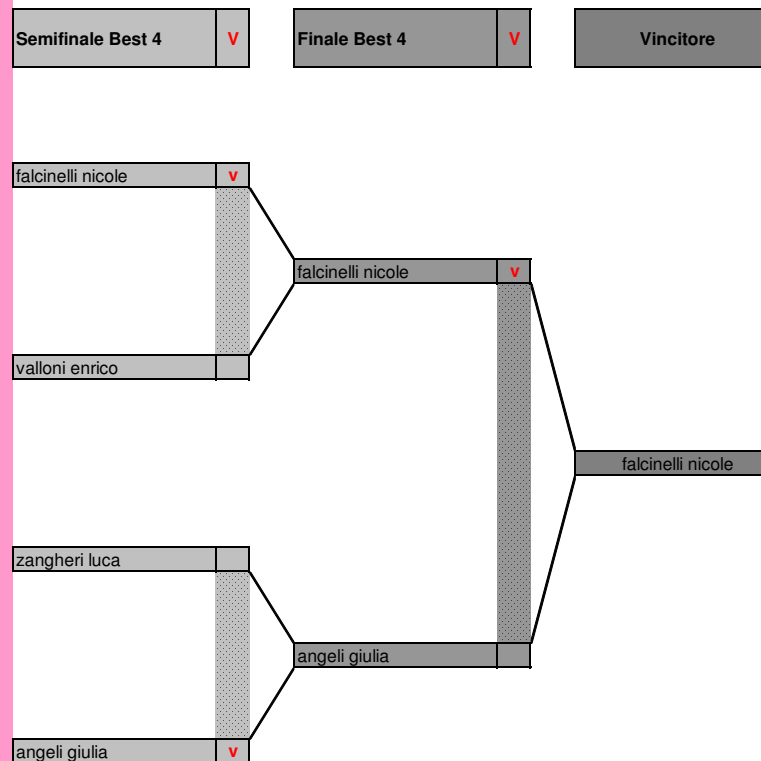 Semifinale Best 4 V Finale Best 4 V Vincitore
falcinelli nicole v
falcinelli nicole v
valloni enrico
falcinelli nicole
zangheri luca
angeli giulia
angeli giulia v